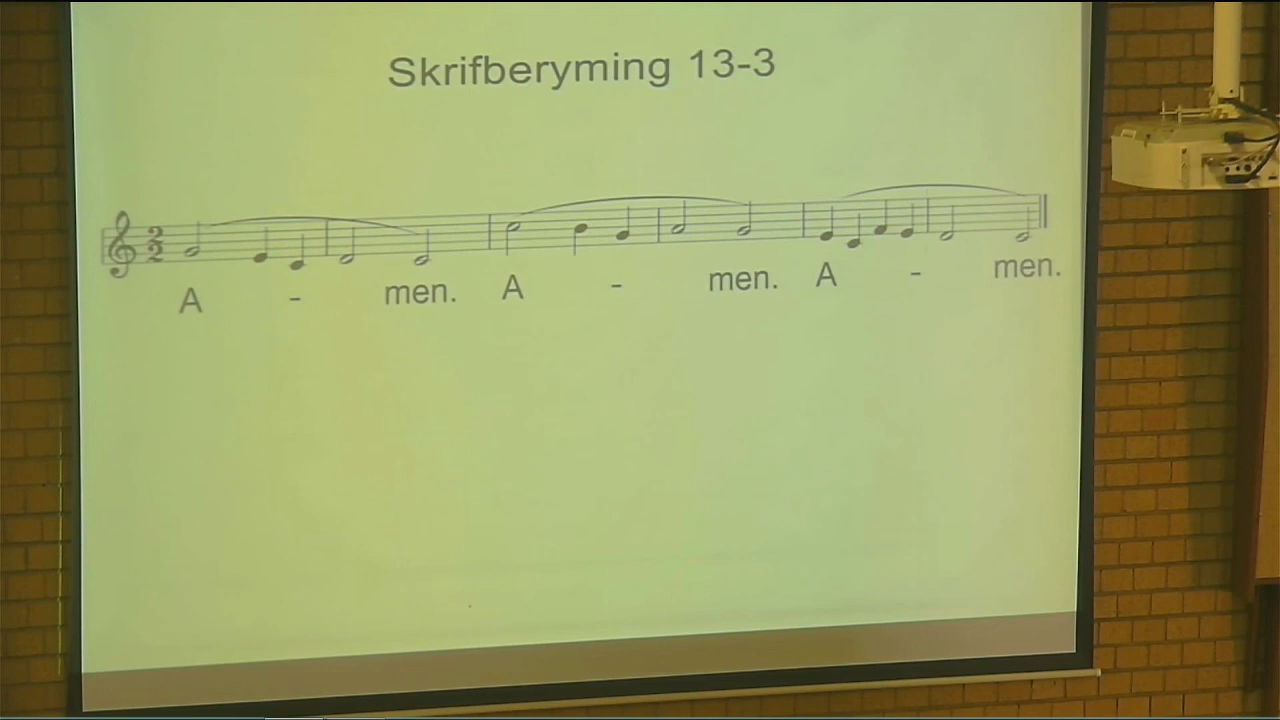 Skrifberyming 13-3
A - men. A - men. A - men.